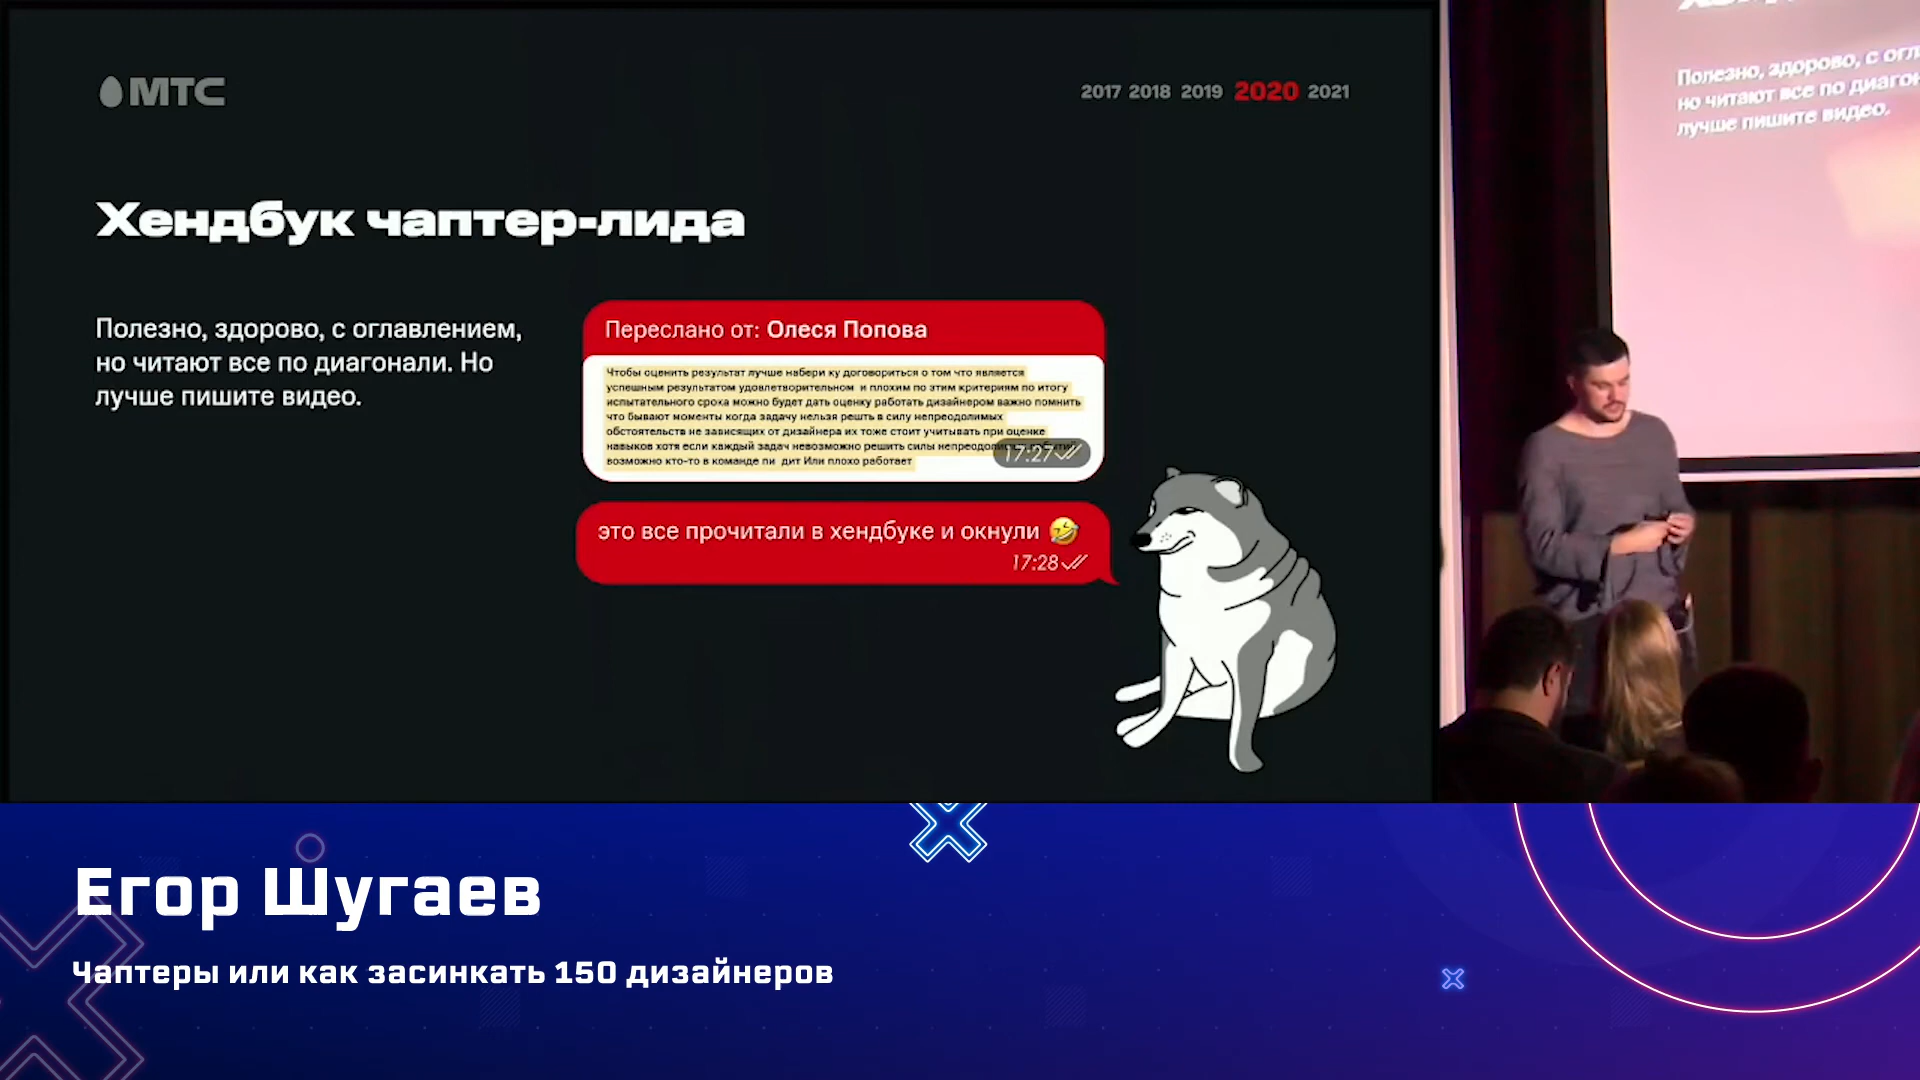 МТС
2017 2018 2019 2020 2021
Хендбук чаптер-лида
Полезно, здорово, с оглавлением,
но читают все по диагонали. Но
лучше пишите видео.
Переслано от: Олеся Попова
Чтобы оценить результат лучше набери ку договориться о том что является
успешным результатом удовлетворительном и плохим по этим критериям по итогу
испытательного срока можно будет дать оценку работать дизайнером важно помнить
что бывают моменты когда задачу нельзя решть в силу непреодолимых
обстоятельств не зависящих от дизайнера их тоже стоит учитывать при оценке
навыков хотя если каждый задач невозможно решить силы
возможно кто-то в команде пи дит Или плохо работает
17:27
это все прочитали в хендбуке и окнули 🤣
17:28
Полезно, здорово, с огл
но читают все по диагон
лучше пишите видео.
Егор Шугаев
Чаптеры или как засинкать 150 дизайнеров